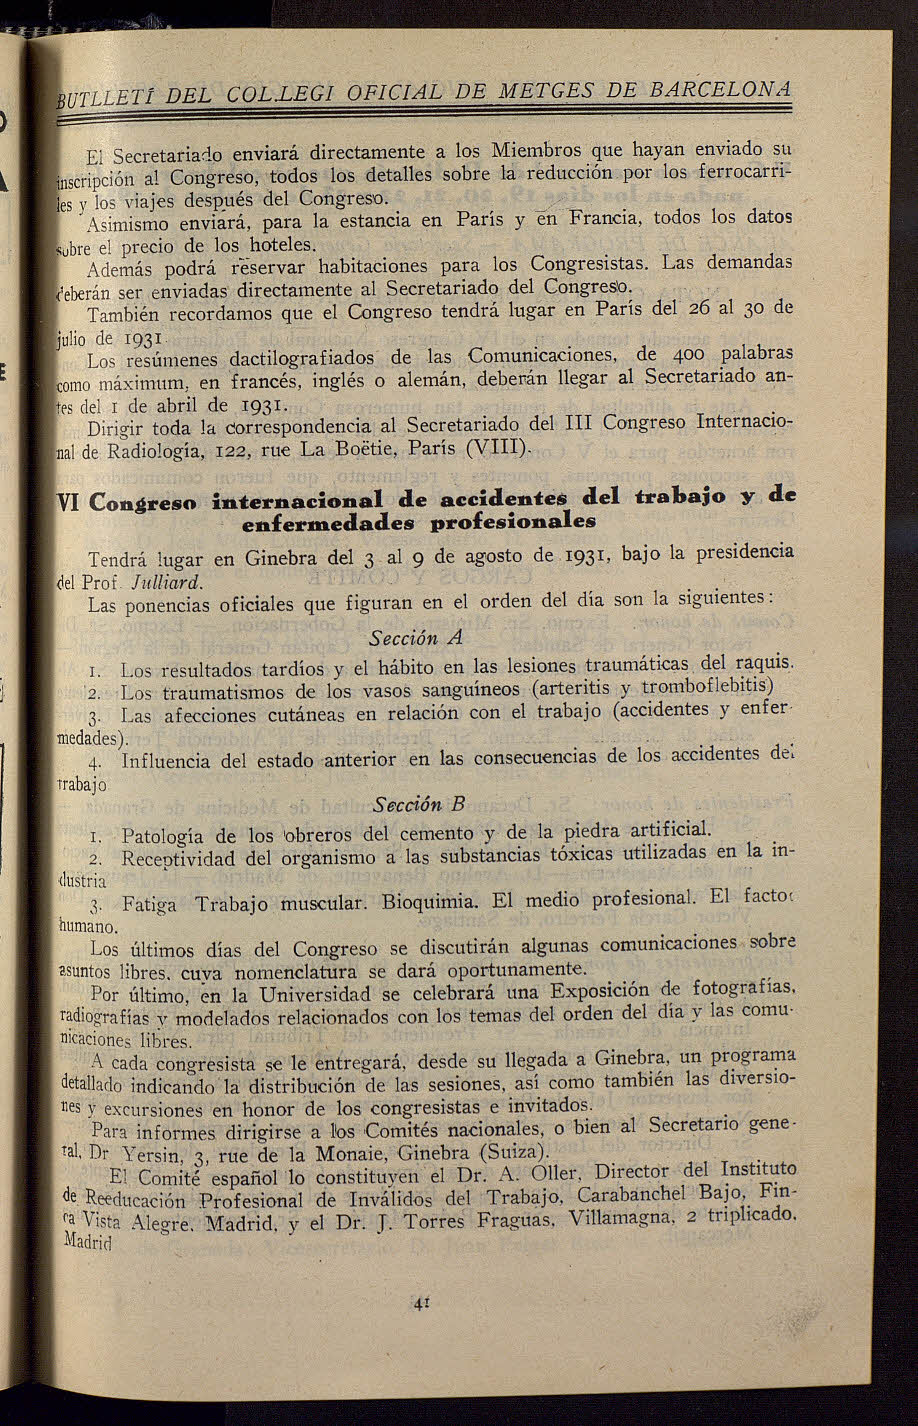 BUTLLETÍ DEL COL.LEGI OFICIAL DE METGES DE BARCELONA
El Secretariado enviará directamente a los Miembros que hayan enviado su
inscripción al Congreso, todos los detalles sobre la reducción por los ferrocarri-
les y los viajes después del Congreso.
Asimismo enviará, para la estancia en París y en Francia, todos los datos
sobre el precio de los hoteles.
Además podrá reservar habitaciones para los Congresistas. Las demandas
deberán ser enviadas directamente al Secretariado del Congreso.
También recordamos que el Congreso tendrá lugar en París del 26 al 30 de
julio de 1931.
Los resúmenes dactilografiados de las Comunicaciones, de 400 palabras
como máximum, en francés, inglés o alemán, deberán llegar al Secretariado an-
tes del 1 de abril de 1931.
Dirigir toda la correspondencia al Secretariado del III Congreso Internacio-
nal de Radiología, 122, rue La Boëtie, París (VIII).
VI Congreso internacional de accidentes del trabajo y de
enfermedades profesionales
Tendrá lugar en Ginebra del 3 al 9 de agosto de 1931, bajo la presidencia
del Prof. Julliard.
Las ponencias oficiales que figuran en el orden del día son la siguientes:
Sección A
1. Los resultados tardíos y el hábito en las lesiones traumáticas del raquis.
2. Los traumatismos de los vasos sanguíneos (arteritis y tromboflebitis)
3. Las afecciones cutáneas en relación con el trabajo (accidentes y enfer-
medades).
4. Influencia del estado anterior en las consecuencias de los accidentes del
trabajo
Sección B
1. Patología de los obreros del cemento y de la piedra artificial.
2. Receptividad del organismo a las substancias tóxicas utilizadas en la in-
dustria
3. Fatiga Trabajo muscular. Bioquimia. El medio profesional. El factor
humano.
Los últimos días del Congreso se discutirán algunas comunicaciones sobre
asuntos libres, cuya nomenclatura se dará oportunamente.
Por último, en la Universidad se celebrará una Exposición de fotografías,
radiografías y modelados relacionados con los temas del orden del día y las comu-
nicaciones libres.
A cada congresista se le entregará, desde su llegada a Ginebra, un programa
detallado indicando la distribución de las sesiones, así como también las diversio-
nes y excursiones en honor de los congresistas e invitados.
Para informes dirigirse a los Comités nacionales, o bien al Secretario gene-
ral, Dr Yersin, 3, rue de la Monaie, Ginebra (Suiza).
El Comité español lo constituyen el Dr. A. Oller, Director del Instituto
de Reeducación Profesional de Inválidos del Trabajo, Carabanchel Bajo, Fin-
ca Vista Alegre, Madrid, y el Dr. J. Torres Fraguas, Villamagna, 2 triplicado,
Madrid
41